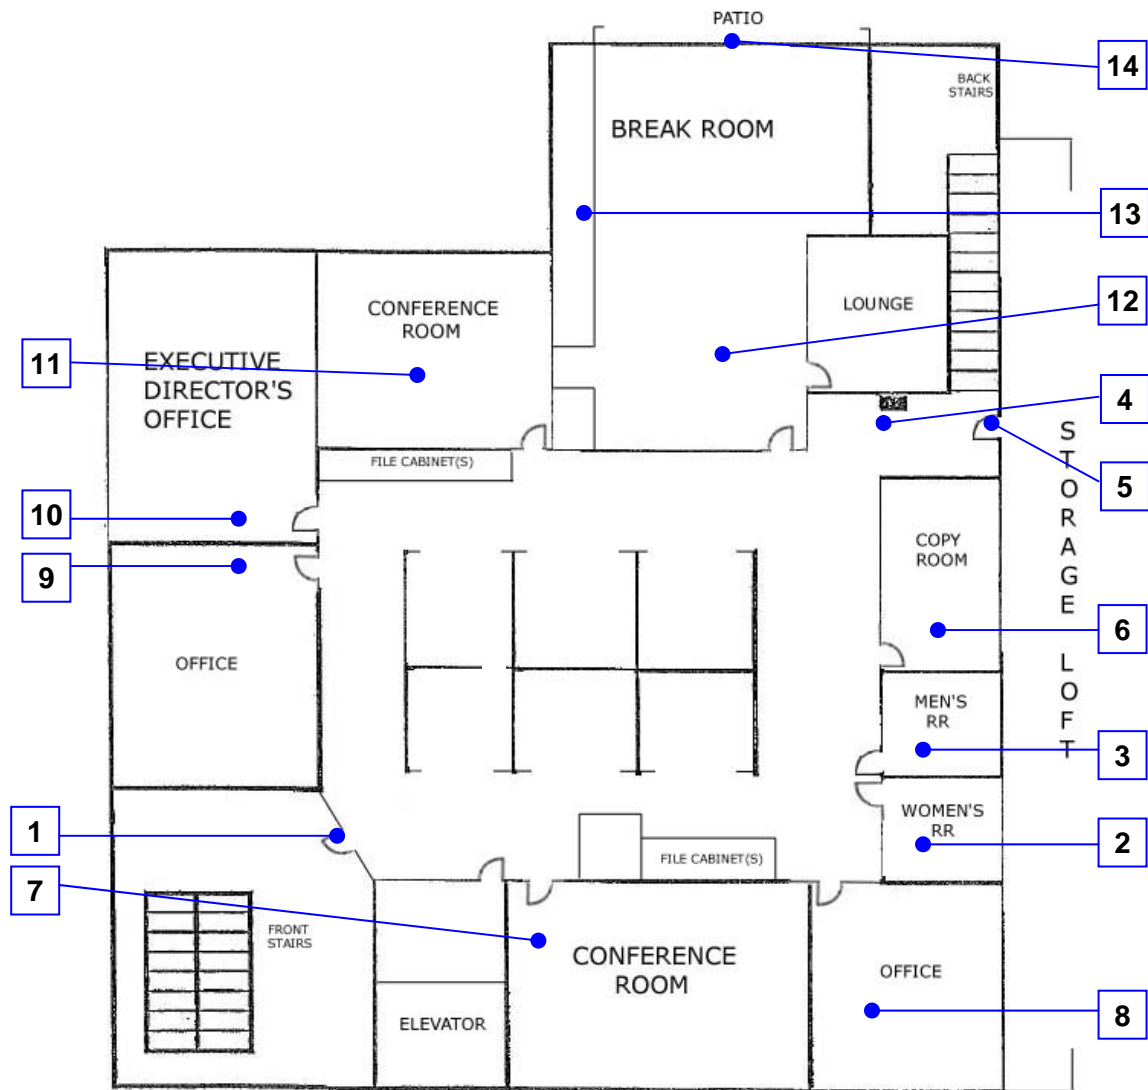 PATIO
14
BACK
STAIRS
BREAK ROOM
13
CONFERENCE
ROOM
LOUNGE
12
11
EXECUTIVE
DIRECTOR'S
OFFICE
4
FILE CABINET(S)
5
STORAGE LOFT
10
9
COPY
ROOM
6
OFFICE
MEN'S
RR
3
1
WOMEN'S
RR
2
FILE CABINET(S)
7
FRONT
STAIRS
CONFERENCE
ROOM
OFFICE
8
ELEVATOR